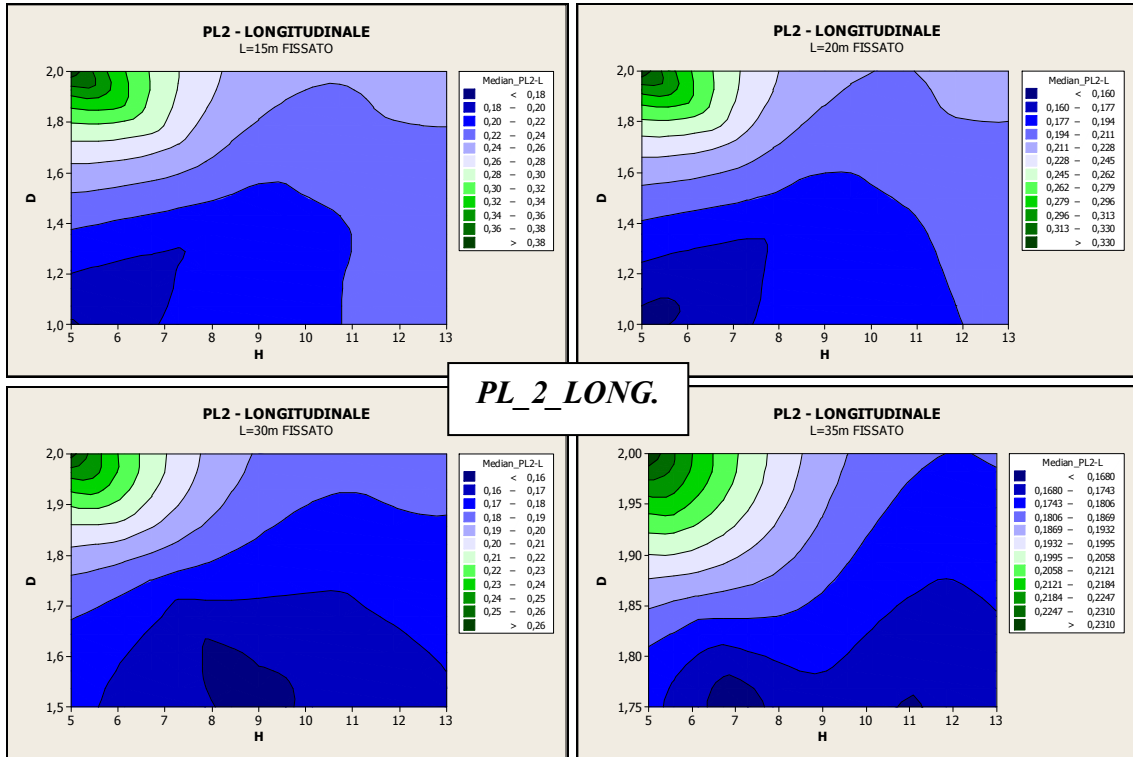 PL2 - LONGITUDINALE
L=15m FISSATO
2,0
1,8
1,6
1,4
1,2
1,0
D
5 6 7 8 9 10 11 12 13
H
Median_PL2-L
< 0,18
0,18 – 0,20
0,20 – 0,22
0,22 – 0,24
0,24 – 0,26
0,26 – 0,28
0,28 – 0,30
0,30 – 0,32
0,32 – 0,34
0,34 – 0,36
0,36 – 0,38
> 0,38
PL2 - LONGITUDINALE
L=20m FISSATO
2,0
1,8
1,6
1,4
1,2
1,0
D
5 6 7 8 9 10 11 12 13
H
Median_PL2-L
< 0,160
0,160 – 0,177
0,177 – 0,194
0,194 – 0,211
0,211 – 0,228
0,228 – 0,245
0,245 – 0,262
0,262 – 0,279
0,279 – 0,296
0,296 – 0,313
0,313 – 0,330
> 0,330
PL_2_LONG.
PL2 - LONGITUDINALE
L=30m FISSATO
2,0
1,9
1,8
1,7
1,6
1,5
D
5 6 7 8 9 10 11 12 13
H
Median_PL2-L
< 0,16
0,16 – 0,17
0,17 – 0,18
0,18 – 0,19
0,19 – 0,20
0,20 – 0,21
0,21 – 0,22
0,22 – 0,23
0,23 – 0,24
0,24 – 0,25
0,25 – 0,26
> 0,26
PL2 - LONGITUDINALE
L=35m FISSATO
2,00
1,95
1,90
1,85
1,80
1,75
D
5 6 7 8 9 10 11 12 13
H
Median_PL2-L
< 0,1680
0,1680 – 0,1743
0,1743 – 0,1806
0,1806 – 0,1869
0,1869 – 0,1932
0,1932 – 0,1995
0,1995 – 0,2058
0,2058 – 0,2121
0,2121 – 0,2184
0,2184 – 0,2247
0,2247 – 0,2310
> 0,2310